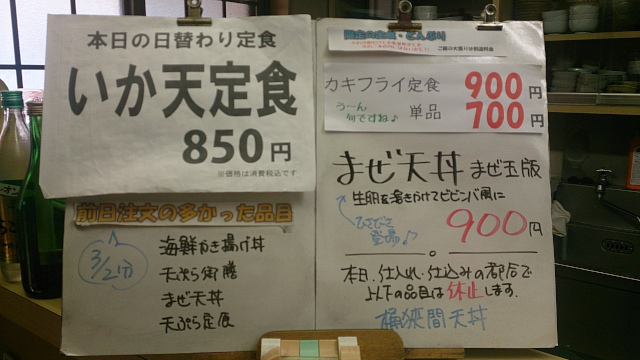 本日の日替わり定食
いか天定食
850円
※価格は消費税込です
前日注文の多かった品目
3/2分
海鮮かき揚げ丼
天ぷら御膳
まぜ天丼
天ぷら定食
カキフライ定食 900円
うーん
何ですね♪
単品 700円
まぜ天丼 まぜ玉版
生卵を溶きかけてビビンバ風に
ひさびさ
登場♪
900円
本日、仕入れ・仕込みの都合で
上以下の品目は休止します。
桶狭間天丼